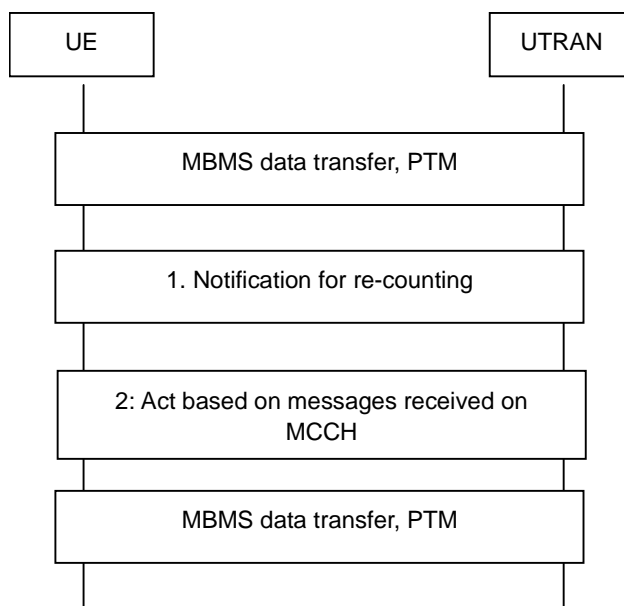 UE
UTRAN
MBMS data transfer, PTM
1. Notification for re-counting
2: Act based on messages received on
MCCH
MBMS data transfer, PTM